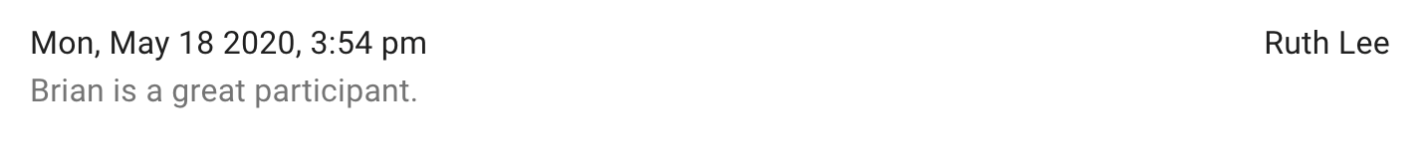 Mon, May 18 2020, 3:54 pm Ruth Lee
Brian is a great participant.